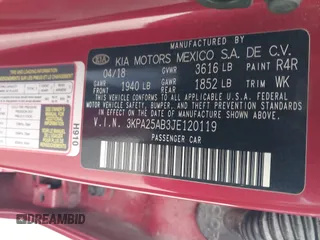 KIA KIA MOTORS MEXICO S.A. DE C.V.
04/18 GVWR 3616 LB PAINT R4R
GAWR FRONT 1940 LB GAWR REAR 1852 LB TRIM WK
THIS VEHICLE CONFORMS TO ALL APPLICABLE
U.S.A. FEDERAL MOTOR VEHICLE SAFETY, BUMPER, AND
THEFT PREVENTION STANDARDS IN EFFECT ON THE DATE OF
MANUFACTURE SHOWN ABOVE.
V.I.N. 3KPA25AB3JE120119
PASSENGER CAR
H910
DREAMBID